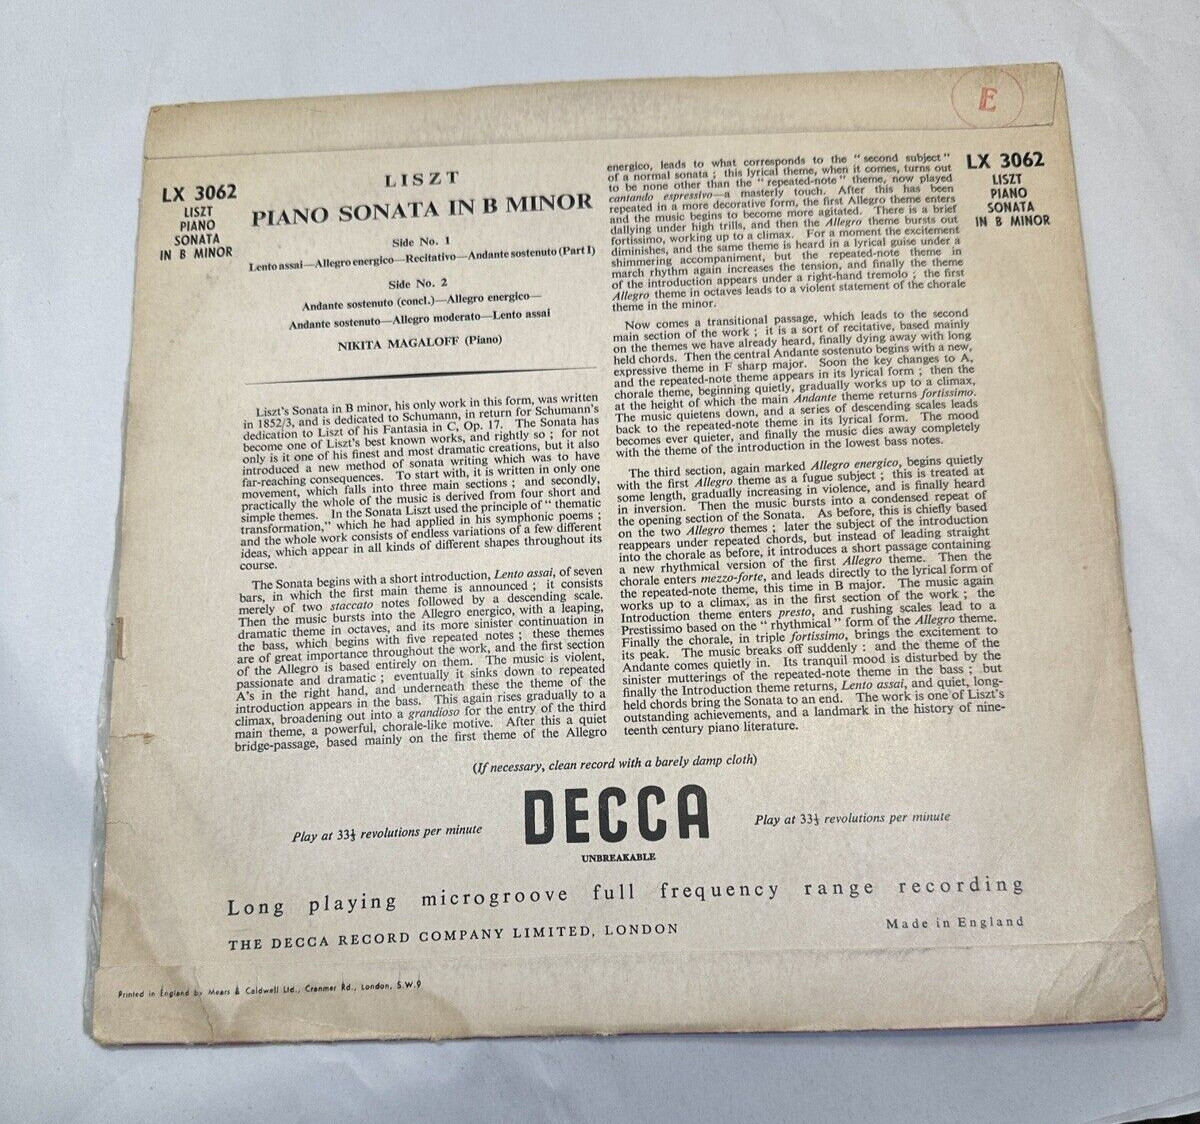 E
LX 3062
LISZT
PIANO
SONATA
IN B MINOR
LISZT
PIANO SONATA IN B MINOR
Side No. 1
Lento assai—Allegro energico—Recitativo—Andante sostenuto (Part I)
Side No. 2
Andante sostenuto (concl.)—Allegro energico—
Andante sostenuto—Allegro moderato—Lento assai
NIKITA MAGALOFF (Piano)
Liszt's Sonata in B minor, his only work in this form, was written
in 1852/3, and is dedicated to Schumann, in return for Schumann's
dedication to Liszt of his Fantasia in C, Op. 17. The Sonata has
become one of Liszt's best known works, and rightly so ; for not
only is it one of his finest and most dramatic creations, but it also
introduced a new method of sonata writing which was to have
far-reaching consequences. To start with, it is written in only one
movement, which falls into three main sections ; and secondly,
practically the whole of the music is derived from four short and
simple themes. In the Sonata Liszt used the principle of " thematic
transformation," which he had applied in his symphonic poems ;
and the whole work consists of endless variations of a few different
ideas, which appear in all kinds of different shapes throughout its
course.
The Sonata begins with a short introduction, Lento assai, of seven
bars, in which the first main theme is announced ; it consists
merely of two staccato notes followed by a descending scale.
Then the music bursts into the Allegro energico, with a leaping,
dramatic theme in octaves, and its more sinister continuation in
the bass, which begins with five repeated notes ; these themes
are of great importance throughout the work, and the first section
of the Allegro is based entirely on them. The music is violent,
passionate and dramatic ; eventually it sinks down to repeated
A's in the right hand, and underneath these the theme of the
introduction appears in the bass. This again rises gradually to a
climax, broadening out into a grandioso for the entry of the third
main theme, a powerful, chorale-like motive. After this a quiet
bridge-passage, based mainly on the first theme of the Allegro
energico, leads to what corresponds to the " second subject "
of a normal sonata ; this lyrical theme, when it comes, turns out
to be none other than the " repeated-note " theme, now played
cantando espressivo—a masterly touch. After this has been
repeated in a more decorative form, the first Allegro theme enters
and the music begins to become more agitated. There is a brief
dallying under high trills, and then the Allegro theme bursts out
fortissimo, working up to a climax. For a moment the excitement
diminishes, and the same theme is heard in a lyrical guise under a
shimmering accompaniment, but the repeated-note theme in
march rhythm again increases the tension, and finally the theme
of the introduction appears under a right-hand tremolo ; the first
Allegro theme in octaves leads to a violent statement of the chorale
theme in the minor.
Now comes a transitional passage, which leads to the second
main section of the work ; it is a sort of recitative, based mainly
on the themes we have already heard, finally dying away with long
held chords. Then the central Andante sostenuto begins with a new,
expressive theme in F sharp major. Soon the key changes to A,
and the repeated-note theme appears in its lyrical form ; then the
chorale theme, beginning quietly, gradually works up to a climax,
at the height of which the main Andante theme returns fortissimo.
The music quietens down, and a series of descending scales leads
back to the repeated-note theme in its lyrical form. The mood
becomes ever quieter, and finally the music dies away completely
with the theme of the introduction in the lowest bass notes.
The third section, again marked Allegro energico, begins quietly
with the first Allegro theme as a fugue subject ; this is treated at
some length, gradually increasing in violence, and is finally heard
in inversion. Then the music bursts into a condensed repeat of
the opening section of the Sonata. As before, this is chiefly based
on the two Allegro themes ; later the subject of the introduction
reappears under repeated chords, but instead of leading straight
into the chorale as before, it introduces a short passage containing
a new rhythmical version of the first Allegro theme. Then the
chorale enters mezzo-forte, and leads directly to the lyrical form of
the repeated-note theme, this time in B major. The music again
works up to a climax, as in the first section of the work ; the
Introduction theme enters presto, and rushing scales lead to a
Prestissimo based on the " rhythmical " form of the Allegro theme.
Finally the chorale, in triple fortissimo, brings the excitement to
its peak. The music breaks off suddenly : and the theme of the
Andante comes quietly in. Its tranquil mood is disturbed by the
sinister mutterings of the repeated-note theme in the bass ; but
finally the Introduction theme returns, Lento assai, and quiet, long-
held chords bring the Sonata to an end. The work is one of Liszt's
outstanding achievements, and a landmark in the history of nine-
teenth century piano literature.
LX 3062
LISZT
PIANO
SONATA
IN B MINOR
(If necessary, clean record with a barely damp cloth)
Play at 33⅓ revolutions per minute
DECCA
UNBREAKABLE
Play at 33⅓ revolutions per minute
Long playing microgroove full frequency range recording
THE DECCA RECORD COMPANY LIMITED, LONDON
Made in England
Printed in England by Mears & Caldwell Ltd., Cranmer Rd., London, S.W.9